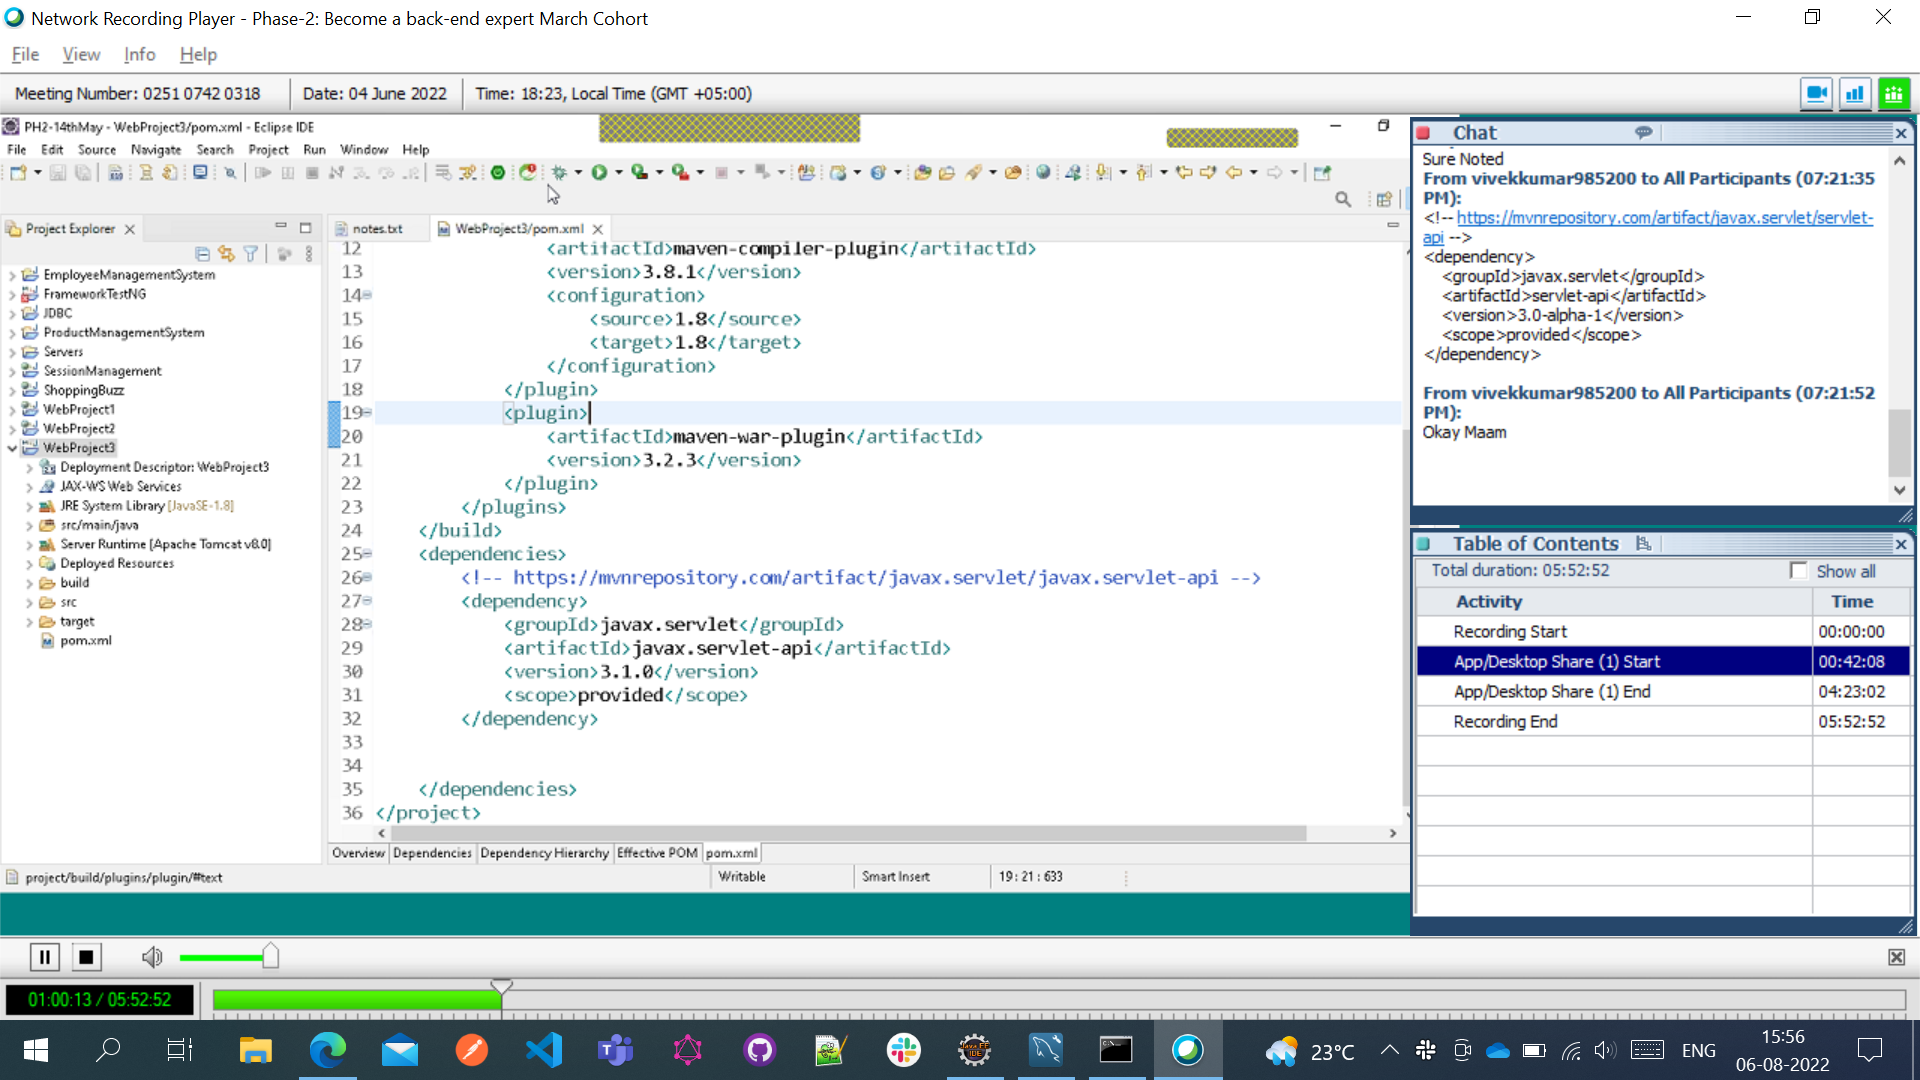 Network Recording Player - Phase-2: Become a back-end expert March Cohort
File View Info Help
Meeting Number: 0251 0742 0318 Date: 04 June 2022 Time: 18:23, Local Time (GMT +05:00)
PH2-14thMay - WebProject3/pom.xml - Eclipse IDE
File Edit Source Navigate Search Project Run Window Help
Project Explorer
EmployeeManagementSystem
FrameworkTestNG
JDBC
ProductManagementSystem
Servers
SessionManagement
ShoppingBuzz
WebProject1
WebProject2
WebProject3
Deployment Descriptor: WebProject3
JAX-WS Web Services
JRE System Library [JavaSE-1.8]
src/main/java
Server Runtime [Apache Tomcat v8.0]
Deployed Resources
build
src
target
pom.xml
notes.txt WebProject3/pom.xml
12 <artifactId>maven-compiler-plugin</artifactId>
13 <version>3.8.1</version>
14 <configuration>
15 <source>1.8</source>
16 <target>1.8</target>
17 </configuration>
18 </plugin>
19 <plugin>
20 <artifactId>maven-war-plugin</artifactId>
21 <version>3.2.3</version>
22 </plugin>
23 </plugins>
24 </build>
25 <dependencies>
26 <!-- https://mvnrepository.com/artifact/javax.servlet/javax.servlet-api -->
27 <dependency>
28 <groupId>javax.servlet</groupId>
29 <artifactId>javax.servlet-api</artifactId>
30 <version>3.1.0</version>
31 <scope>provided</scope>
32 </dependency>
33
34
35 </dependencies>
36 </project>
Overview Dependencies Dependency Hierarchy Effective POM pom.xml
project/build/plugins/plugin/#text Writable Smart Insert 19 : 21 : 633
Chat
Sure Noted
From vivekkumar985200 to All Participants (07:21:35
PM):
<!-- https://mvnrepository.com/artifact/javax.servlet/servlet-
api -->
<dependency>
<groupId>javax.servlet</groupId>
<artifactId>servlet-api</artifactId>
<version>3.0-alpha-1</version>
<scope>provided</scope>
</dependency>
From vivekkumar985200 to All Participants (07:21:52
PM):
Okay Maam
Table of Contents
Total duration: 05:52:52 Show all
Activity Time
Recording Start 00:00:00
App/Desktop Share (1) Start 00:42:08
App/Desktop Share (1) End 04:23:02
Recording End 05:52:52
01:00:13 / 05:52:52
23°C ENG 15:56
06-08-2022